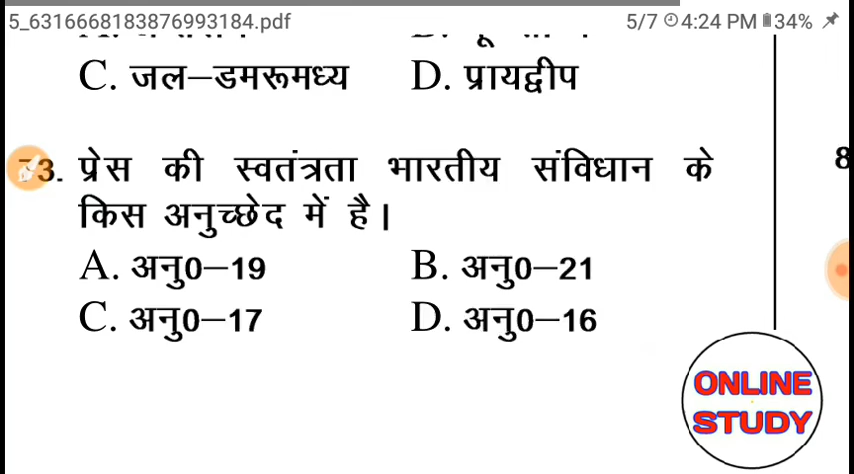 5_6316668183876993184.pdf 5/7 4:24 PM 34%
C. जल–डमरूमध्य D. प्रायद्वीप
3. प्रेस की स्वतंत्रता भारतीय संविधान के
किस अनुच्छेद में है।
A. अनु0–19 B. अनु0–21
C. अनु0–17 D. अनु0–16
8
ONLINE
STUDY